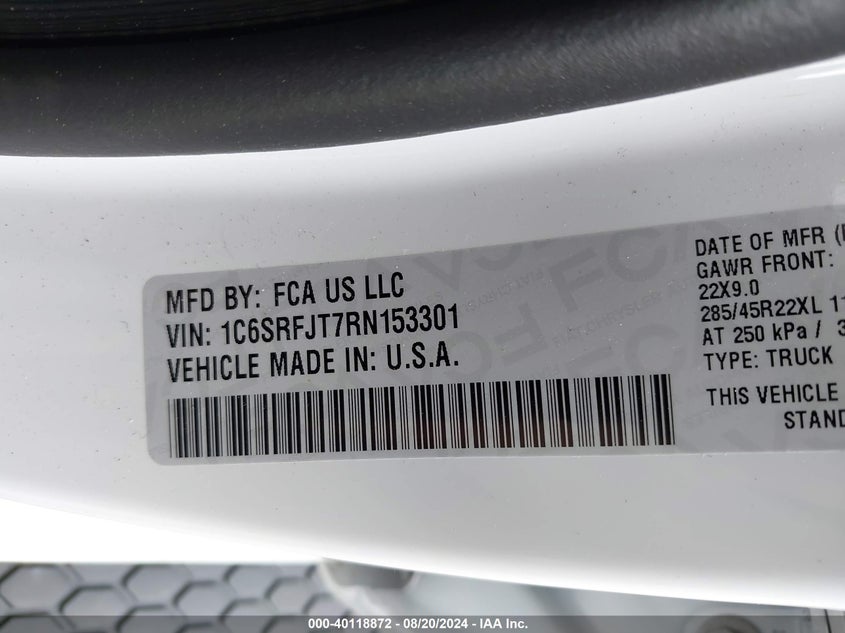 MFD BY: FCA US LLC
VIN: 1C6SRFJT7RN153301
VEHICLE MADE IN: U.S.A.
DATE OF MFR
GAWR FRONT:
22X9.0
285/45R22XL
AT 250 kPa /
TYPE: TRUCK
THIS VEHICLE
000-40118872 - 08/20/2024 - IAA Inc.